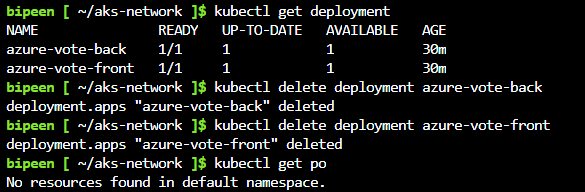 bipeen [ ~/aks-network ]$ kubectl get deployment
NAME READY UP-TO-DATE AVAILABLE AGE
azure-vote-back 1/1 1 1 30m
azure-vote-front 1/1 1 1 30m
bipeen [ ~/aks-network ]$ kubectl delete deployment azure-vote-back
deployment.apps "azure-vote-back" deleted
bipeen [ ~/aks-network ]$ kubectl delete deployment azure-vote-front
deployment.apps "azure-vote-front" deleted
bipeen [ ~/aks-network ]$ kubectl get po
No resources found in default namespace.